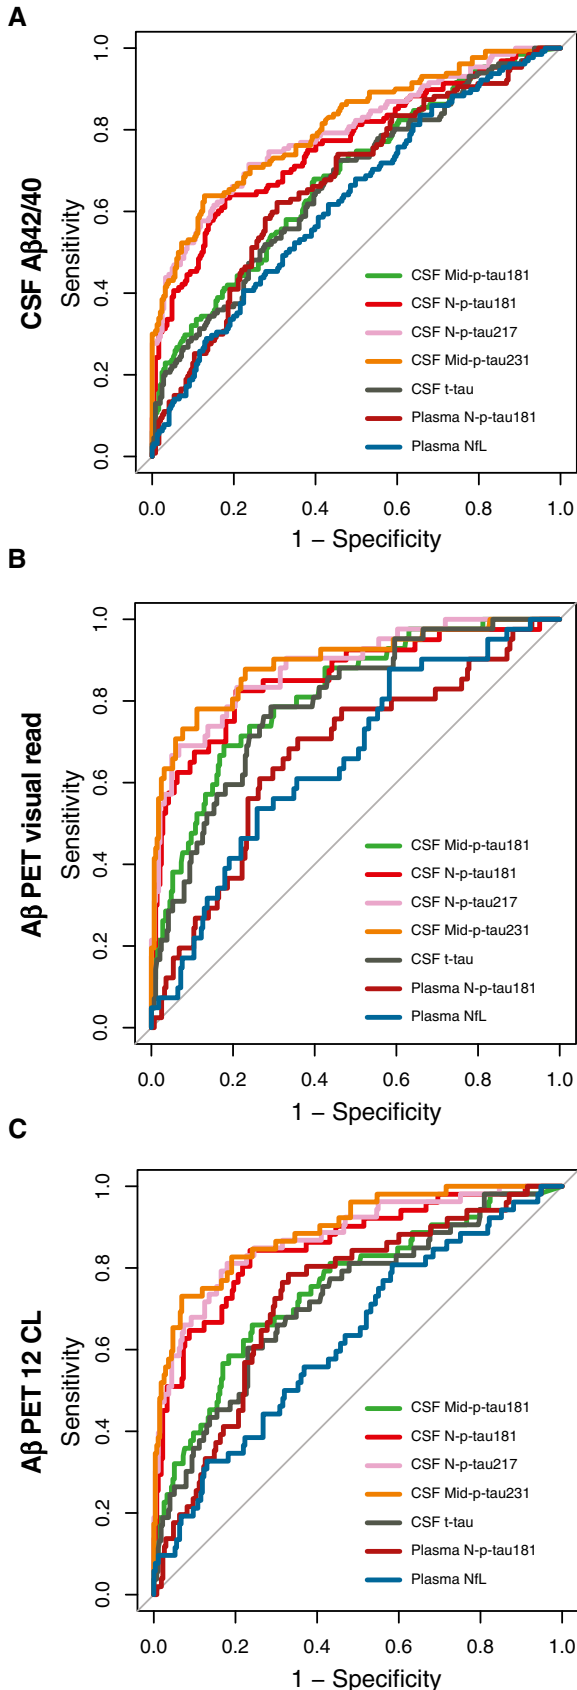 A
CSF Aβ42/40
Sensitivity
1.0
0.8
0.6
0.4
0.2
0.0
CSF Mid-p-tau181
CSF N-p-tau181
CSF N-p-tau217
CSF Mid-p-tau231
CSF t-tau
Plasma N-p-tau181
Plasma NfL
0.0 0.2 0.4 0.6 0.8 1.0
1 − Specificity
B
Aβ PET visual read
Sensitivity
1.0
0.8
0.6
0.4
0.2
0.0
CSF Mid-p-tau181
CSF N-p-tau181
CSF N-p-tau217
CSF Mid-p-tau231
CSF t-tau
Plasma N-p-tau181
Plasma NfL
0.0 0.2 0.4 0.6 0.8 1.0
1 − Specificity
C
Aβ PET 12 CL
Sensitivity
1.0
0.8
0.6
0.4
0.2
0.0
CSF Mid-p-tau181
CSF N-p-tau181
CSF N-p-tau217
CSF Mid-p-tau231
CSF t-tau
Plasma N-p-tau181
Plasma NfL
0.0 0.2 0.4 0.6 0.8 1.0
1 − Specificity